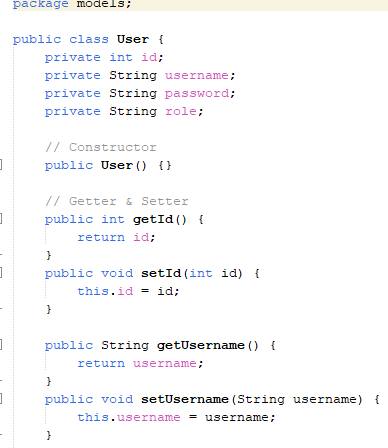 package models;
public class User {
    private int id;
    private String username;
    private String password;
    private String role;
    // Constructor
    public User() {}
    // Getter & Setter
    public int getId() {
        return id;
    }
    public void setId(int id) {
        this.id = id;
    }
    public String getUsername() {
        return username;
    }
    public void setUsername(String username) {
        this.username = username;
    }